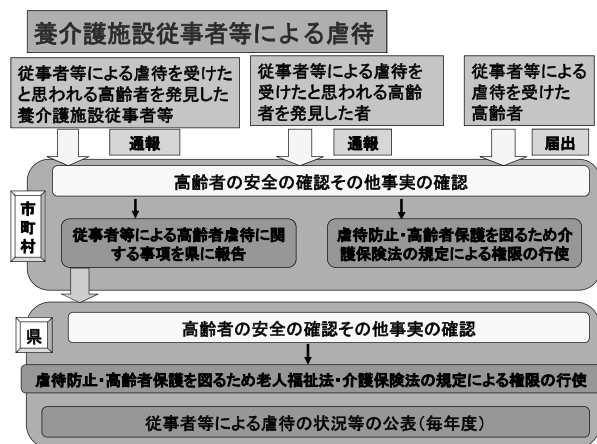 養介護施設従事者等による虐待
従事者等による虐待を受けた
と思われる高齢者を発見した
養介護施設従事者等
従事者等による虐待を
受けたと思われる高齢
者を発見した者
従事者等による
虐待を受けた
高齢者
通報
通報
届出
市町村
高齢者の安全の確認その他事実の確認
従事者等による高齢者虐待に関
する事項を県に報告
虐待防止・高齢者保護を図るため介
護保険法の規定による権限の行使
県
高齢者の安全の確認その他事実の確認
虐待防止・高齢者保護を図るため老人福祉法・介護保険法の規定による権限の行使
従事者等による虐待の状況等の公表(毎年度)